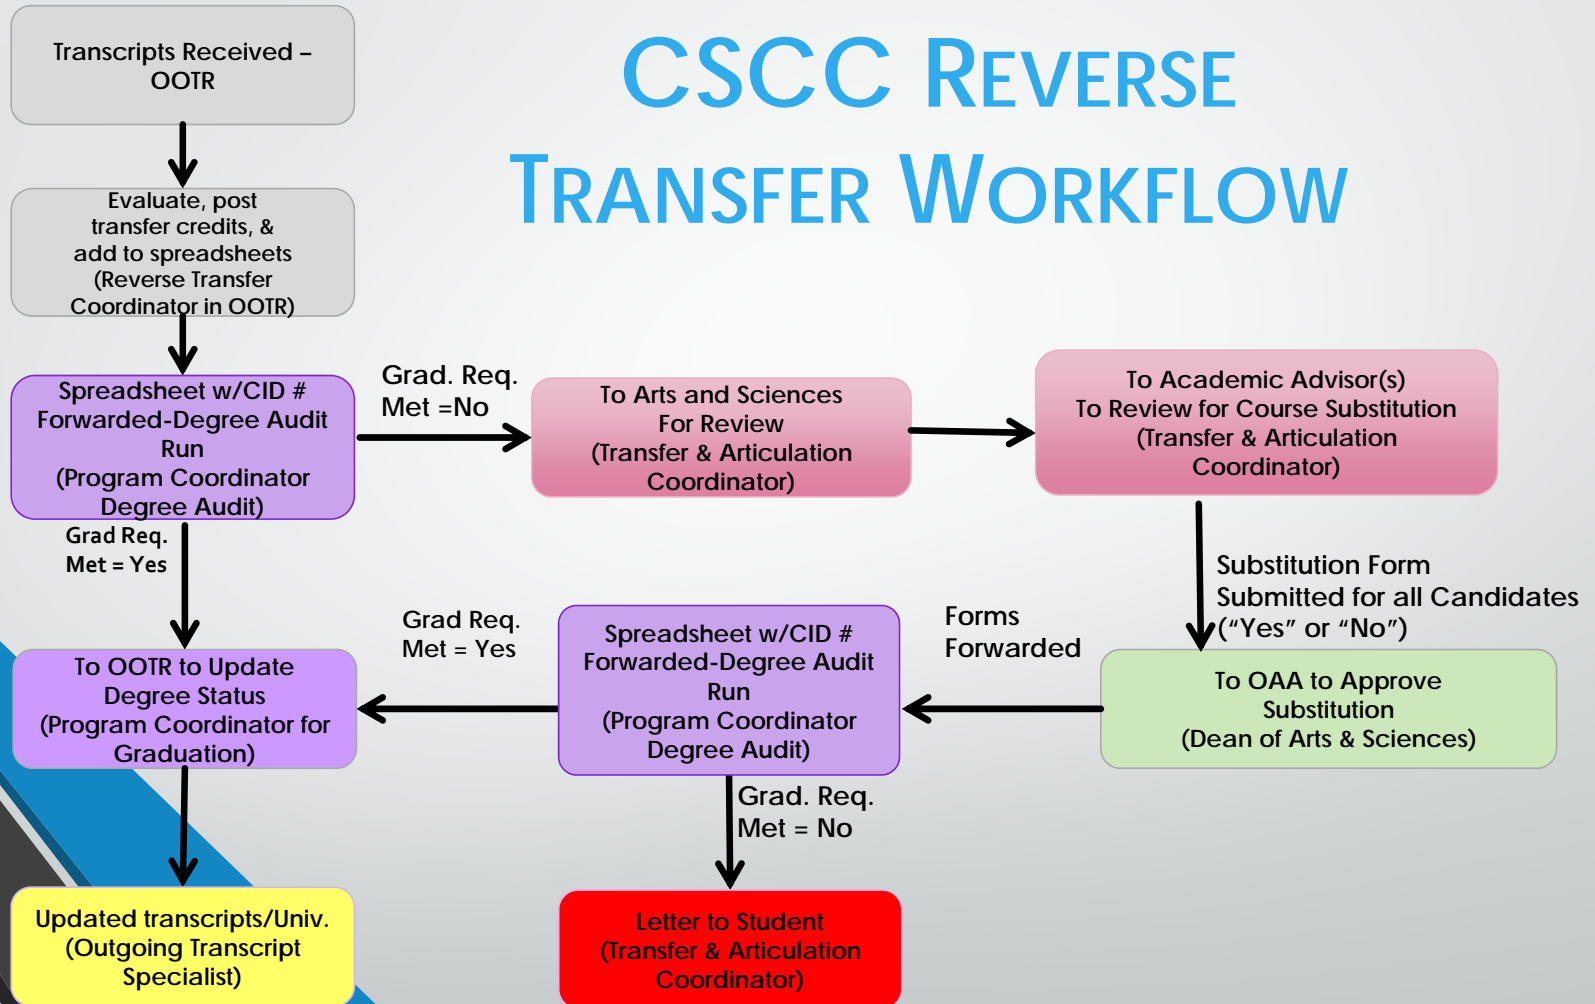 CSCC REVERSE
TRANSFER WORKFLOW
Transcripts Received –
OOTR
Evaluate, post
transfer credits, &
add to spreadsheets
(Reverse Transfer
Coordinator in OOTR)
Spreadsheet w/CID #
Forwarded-Degree Audit
Run
(Program Coordinator
Degree Audit)
Grad. Req.
Met =No
To Arts and Sciences
For Review
(Transfer & Articulation
Coordinator)
To Academic Advisor(s)
To Review for Course Substitution
(Transfer & Articulation
Coordinator)
Grad Req.
Met = Yes
Substitution Form
Submitted for all Candidates
(“Yes” or “No”)
To OAA to Approve
Substitution
(Dean of Arts & Sciences)
Forms
Forwarded
Spreadsheet w/CID #
Forwarded-Degree Audit
Run
(Program Coordinator
Degree Audit)
Grad Req.
Met = Yes
To OOTR to Update
Degree Status
(Program Coordinator for
Graduation)
Grad. Req.
Met = No
Updated transcripts/Univ.
(Outgoing Transcript
Specialist)
Letter to Student
(Transfer & Articulation
Coordinator)